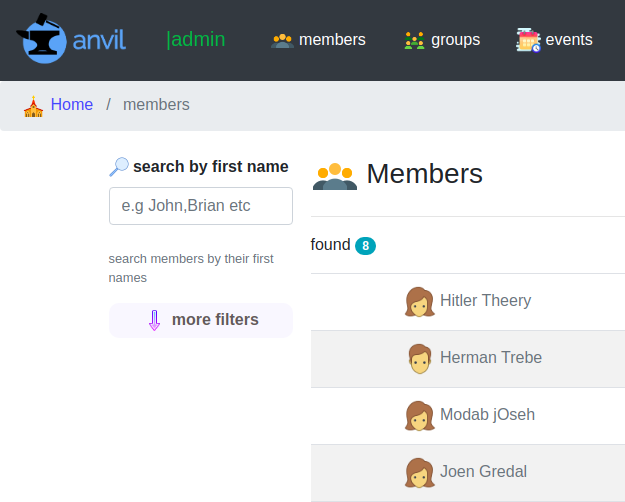 anvil |admin members groups events
Home / members
search by first name
e.g John,Brian etc
search members by their first
names
more filters
Members
found 8
Hitler Theery
Herman Trebe
Modab jOseh
Joen Gredal